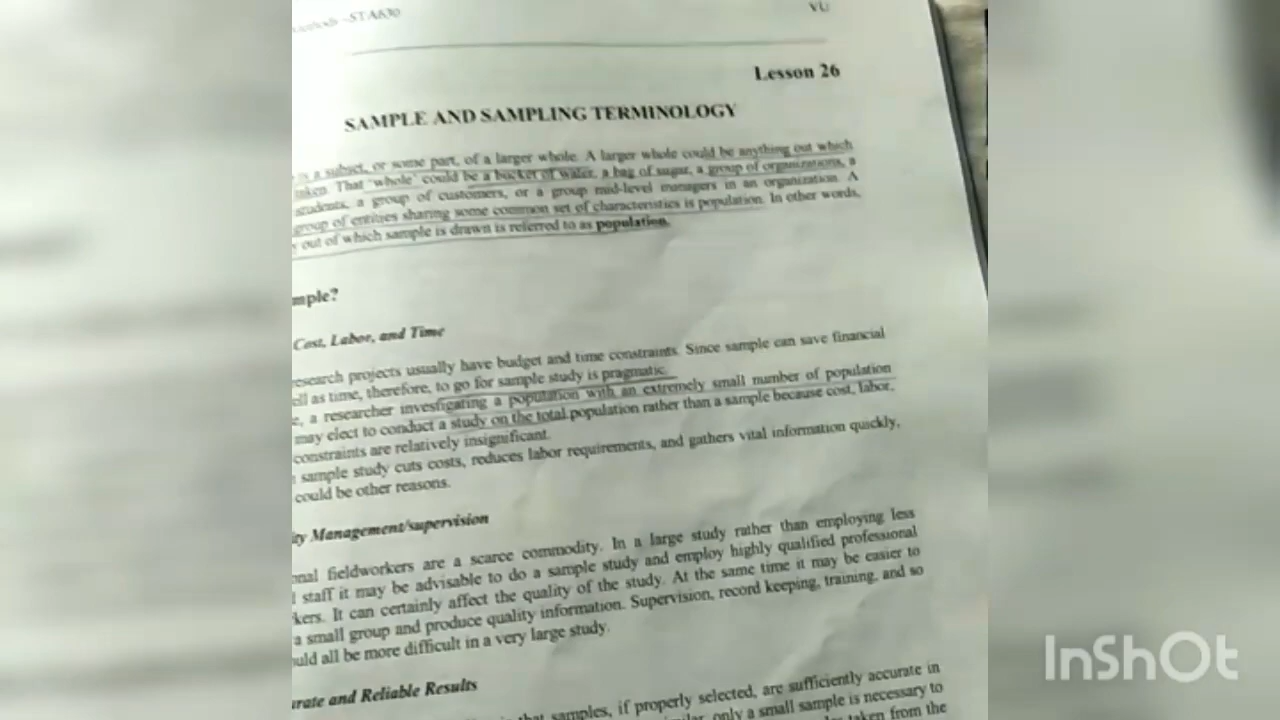 STA630
VU
Lesson 26
SAMPLE AND SAMPLING TERMINOLOGY
is a subset, or some part, of a larger whole. A larger whole could be anything out which
taken. That 'whole' could be a bucket of water, a bag of sugar, a group of organizations, a
students, a group of customers, or a group mid-level managers in an organization. A
group of entities sharing some common set of characteristics is population. In other words,
out of which sample is drawn is referred to as population.
mple?
Cost, Labor, and Time
esearch projects usually have budget and time constraints. Since sample can save financial
ell as time, therefore, to go for sample study is pragmatic.
e, a researcher investigating a population with an extremely small number of population
may elect to conduct a study on the total population rather than a sample because cost, labor,
constraints are relatively insignificant.
sample study cuts costs, reduces labor requirements, and gathers vital information quickly,
could be other reasons.
ity Management/supervision
onal fieldworkers are a scarce commodity. In a large study rather than employing less
staff it may be advisable to do a sample study and employ highly qualified professional
kers. It can certainly affect the quality of the study. At the same time it may be easier to
a small group and produce quality information. Supervision, record keeping, training, and so
uld all be more difficult in a very large study.
urate and Reliable Results
that samples, if properly selected, are sufficiently accurate in
only a small sample is necessary to
taken from the
InShOt